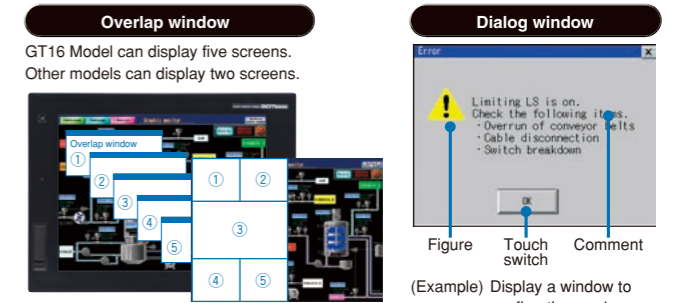 Overlap window
GT16 Model can display five screens.
Other models can display two screens.
Overlap window
①
②
③
④
⑤
①
②
③
④
⑤
Dialog window
Error
Limiting LS is on.
Check the following items.
・Overrun of conveyor belts
・Cable disconnection
・Switch breakdown
OK
Figure
Touch
switch
Comment
(Example) Display a window to